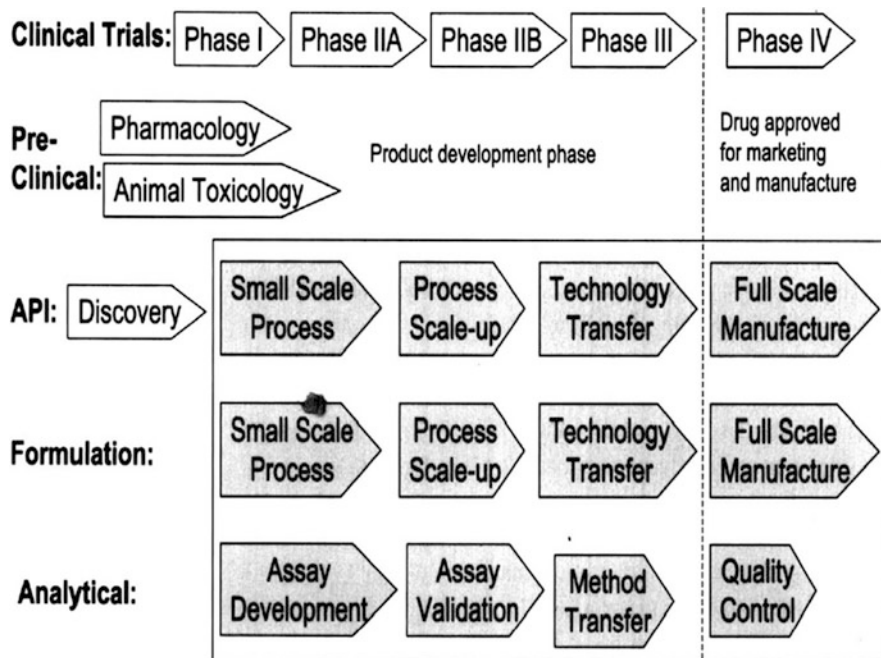 Clinical Trials: Phase I Phase IIA Phase IIB Phase III Phase IV
Pre-
Clinical:
Pharmacology
Animal Toxicology
Product development phase
Drug approved
for marketing
and manufacture
API: Discovery
Small Scale
Process
Process
Scale-up
Technology
Transfer
Full Scale
Manufacture
Formulation:
Small Scale
Process
Process
Scale-up
Technology
Transfer
Full Scale
Manufacture
Analytical:
Assay
Development
Assay
Validation
Method
Transfer
Quality
Control